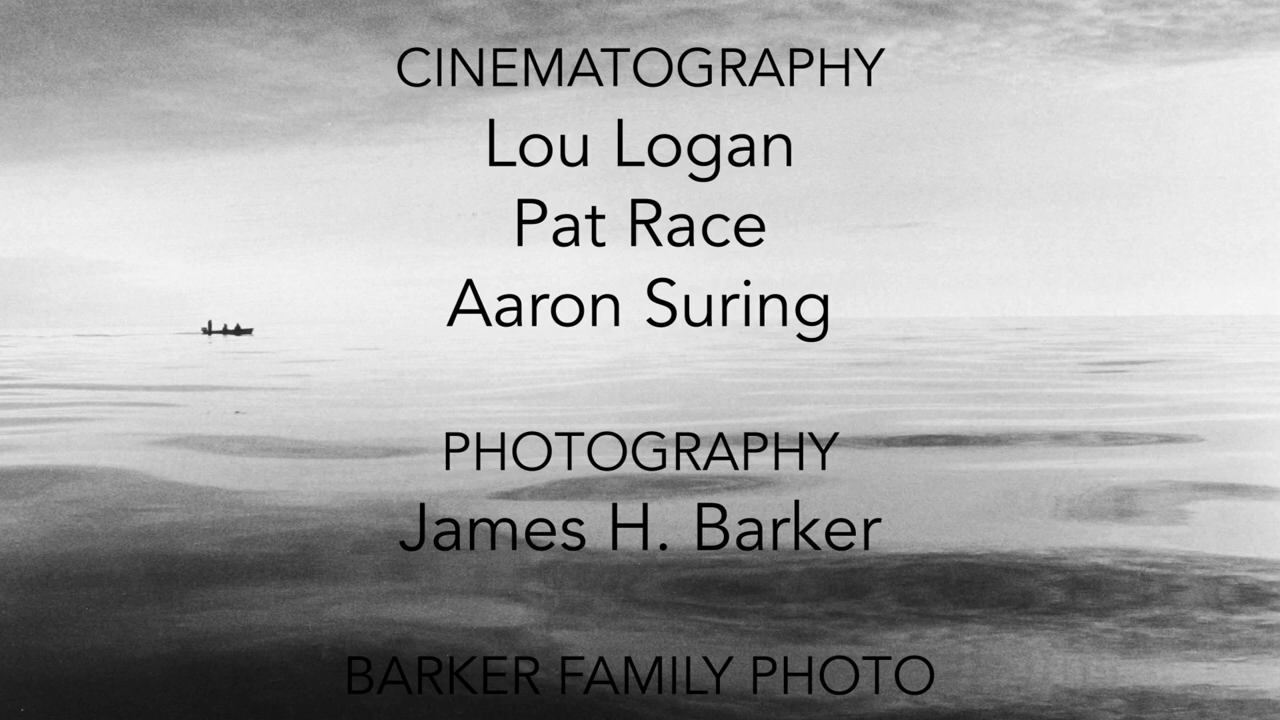 CINEMATOGRAPHY
Lou Logan
Pat Race
Aaron Suring
PHOTOGRAPHY
James H. Barker
BARKER FAMILY PHOTO